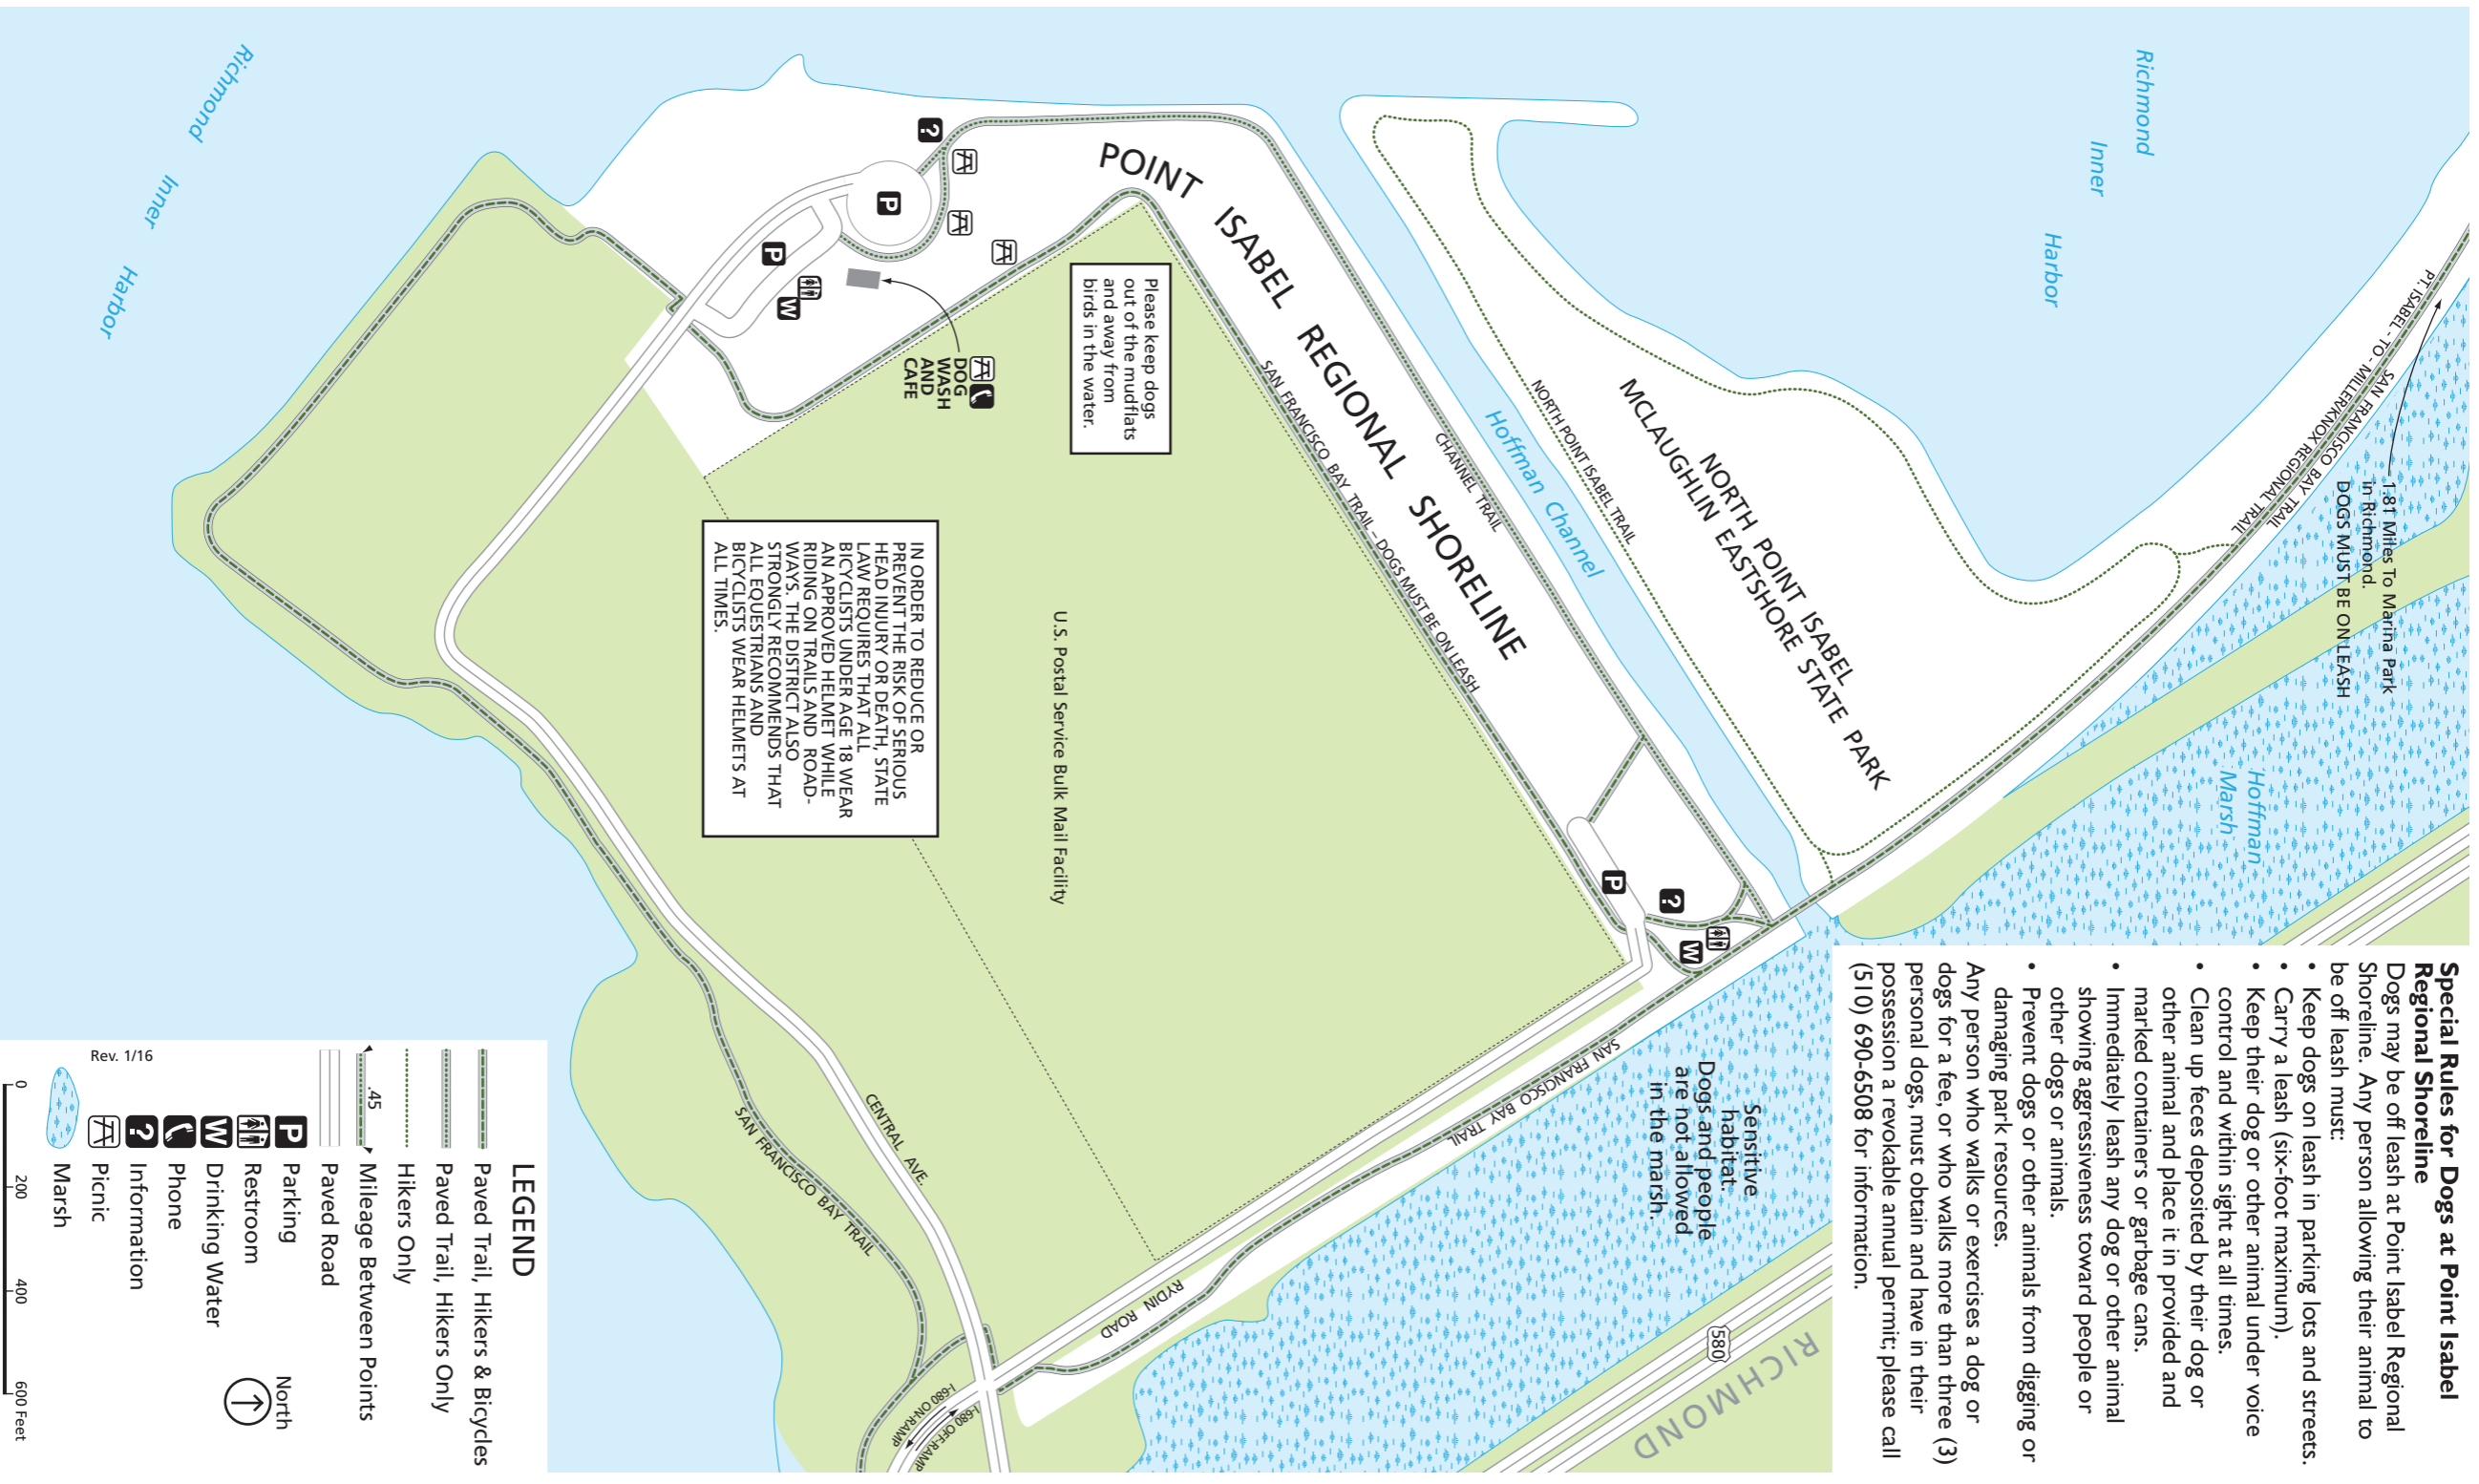 Special Rules for Dogs at Point Isabel
Regional Shoreline
Dogs may be off leash at Point Isabel Regional
Shoreline. Any person allowing their animal to
be off leash must:
• Keep dogs on leash in parking lots and streets.
• Carry a leash (six-foot maximum).
• Keep their dog or other animal under voice
control and within sight at all times.
• Clean up feces deposited by their dog or
other animal and place it in provided and
marked containers or garbage cans.
• Immediately leash any dog or other animal
showing aggressiveness toward people or
other dogs or animals.
• Prevent dogs or other animals from digging or
damaging park resources.
Any person who walks or exercises a dog or
dogs for a fee, or who walks more than three (3)
personal dogs, must obtain and have in their
possession a revokable annual permit; please call
(510) 690-6508 for information.
Richmond
Inner
Harbor
PT. ISABEL - TO - MILLER/KNOX REGIONAL TRAIL
SAN FRANCISCO BAY TRAIL
1.81 Miles To Marina Park
in Richmond.
DOGS MUST BE ON LEASH
Hoffman
Marsh
NORTH POINT ISABEL
MCLAUGHLIN EASTSHORE STATE PARK
NORTH POINT ISABEL TRAIL
Hoffman Channel
CHANNEL TRAIL
POINT ISABEL REGIONAL SHORELINE
SAN FRANCISCO BAY TRAIL – DOGS MUST BE ON LEASH
?
P
P
W
P
?
W
Please keep dogs
out of the mudflats
and away from
birds in the water.
DOG
WASH
AND
CAFE
U.S. Postal Service Bulk Mail Facility
IN ORDER TO REDUCE OR
PREVENT THE RISK OF SERIOUS
HEAD INJURY OR DEATH, STATE
LAW REQUIRES THAT ALL
BICYCLISTS UNDER AGE 18 WEAR
AN APPROVED HELMET WHILE
RIDING ON TRAILS AND ROAD-
WAYS. THE DISTRICT ALSO
STRONGLY RECOMMENDS THAT
ALL EQUESTRIANS AND
BICYCLISTS WEAR HELMETS AT
ALL TIMES.
Sensitive
habitat.
Dogs and people
are not allowed
in the marsh.
SAN FRANCISCO BAY TRAIL
RYDIN ROAD
580
RICHMOND
CENTRAL AVE.
SAN FRANCISCO BAY TRAIL
I-680 ON-RAMP
I-680 OFF-RAMP
Richmond
Inner
Harbor
LEGEND
Paved Trail, Hikers & Bicycles
Paved Trail, Hikers Only
Hikers Only
.45 Mileage Between Points
Paved Road
P Parking
Restroom
W Drinking Water
Phone
? Information
Picnic
Marsh
North
Rev. 1/16
0 200 400 600 Feet